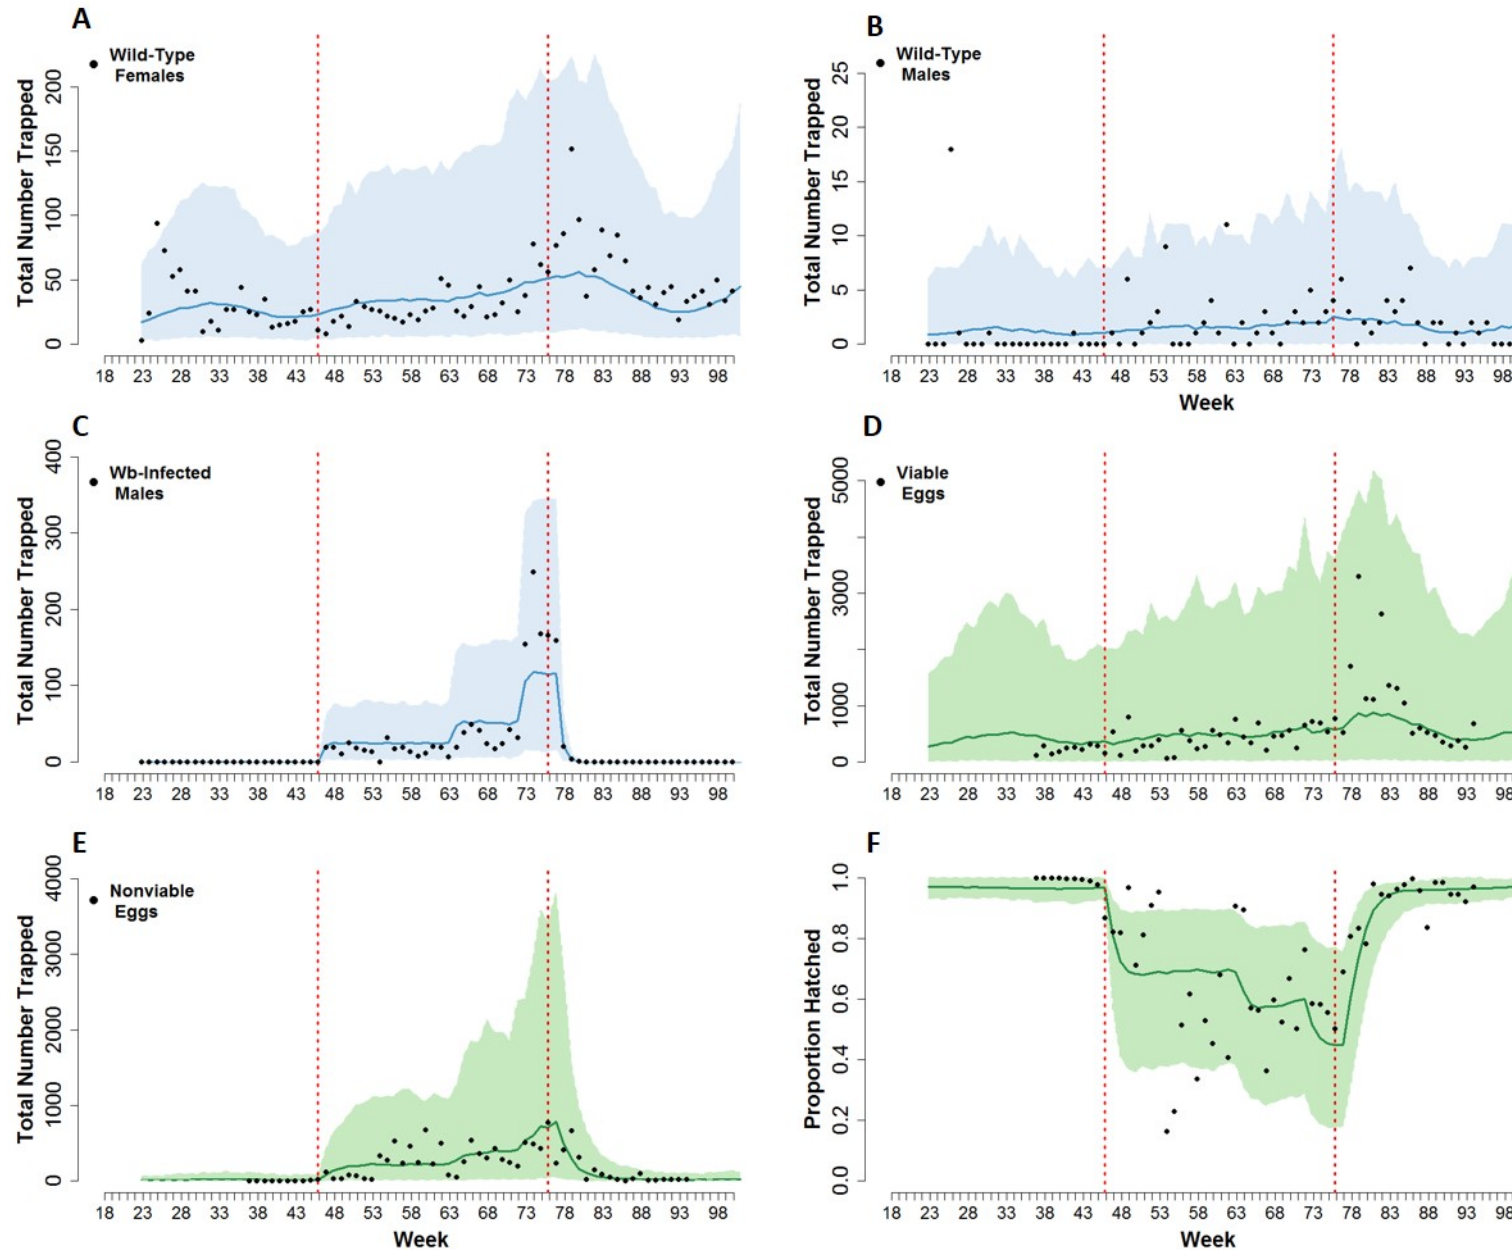 A
Wild-Type
Females
Total Number Trapped
0 50 100 150 200
18 23 28 33 38 43 48 53 58 63 68 73 78 83 88 93 98
B
Wild-Type
Males
Total Number Trapped
0 5 10 15 20 25
18 23 28 33 38 43 48 53 58 63 68 73 78 83 88 93 98
Week
C
Wb-Infected
Males
Total Number Trapped
0 100 200 300 400
18 23 28 33 38 43 48 53 58 63 68 73 78 83 88 93 98
D
Viable
Eggs
Total Number Trapped
0 1000 3000 5000
18 23 28 33 38 43 48 53 58 63 68 73 78 83 88 93 98
E
Nonviable
Eggs
Total Number Trapped
0 1000 2000 3000 4000
18 23 28 33 38 43 48 53 58 63 68 73 78 83 88 93 98
Week
F
Proportion Hatched
0.0 0.2 0.4 0.6 0.8 1.0
18 23 28 33 38 43 48 53 58 63 68 73 78 83 88 93 98
Week